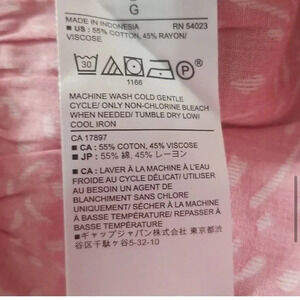 G
MADE IN INDONESIA RN 54023
■ US : 55% COTTON, 45% RAYON/
VISCOSE
30
1166
MACHINE WASH COLD GENTLE
CYCLE/ ONLY NON-CHLORINE BLEACH
WHEN NEEDED/ TUMBLE DRY LOW/
COOL IRON
CA 17897
■ CA : 55% COTTON, 45% VISCOSE
■ JP : 55% 綿, 45% レーヨン
■ CA : LAVER À LA MACHINE À L'EAU
FROIDE AU CYCLE DÉLICAT/ UTILISER
AU BESOIN UN AGENT DE
BLANCHIMENT SANS CHLORE
UNIQUEMENT/ SÉCHER À LA MACHINE
À BASSE TEMPÉRATURE/ REPASSER À
BASSE TEMPÉRATURE
■ギャップジャパン株式会社 東京都渋
谷区千駄ヶ谷5-32-10